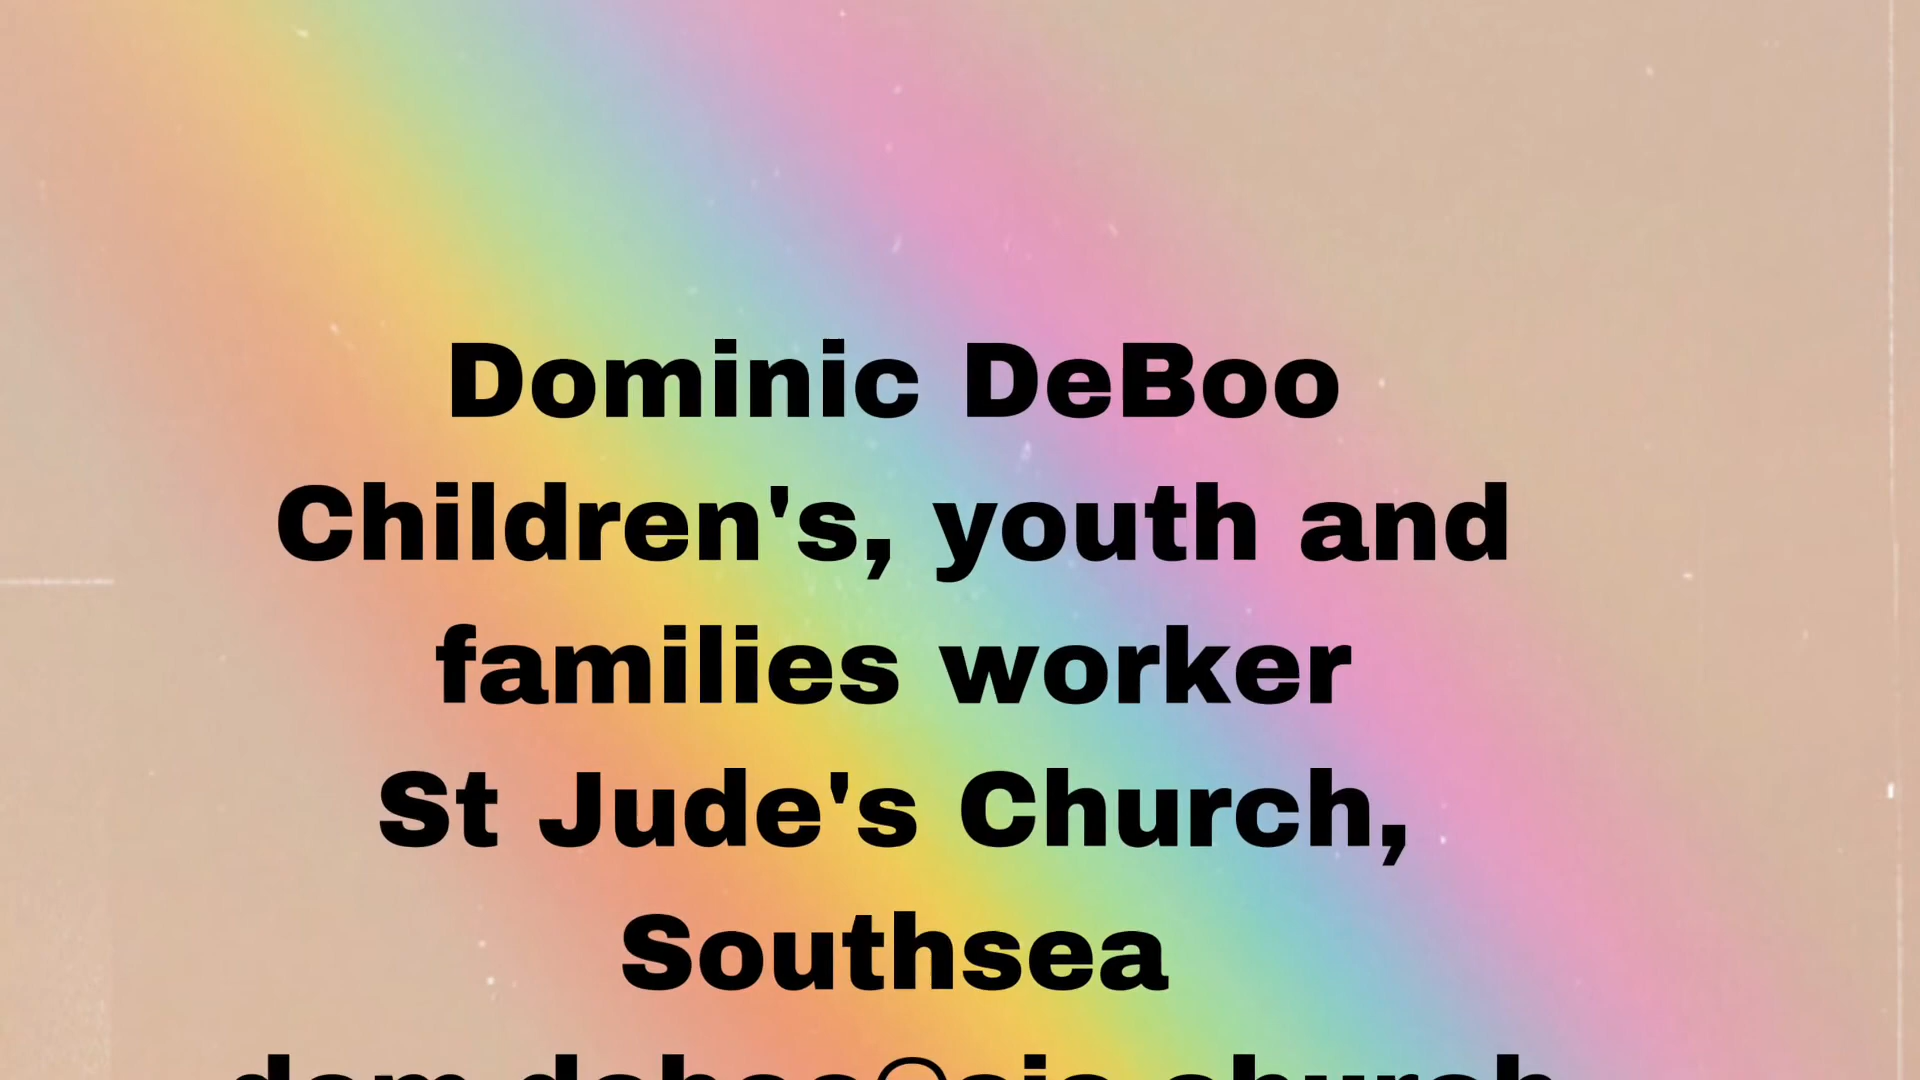 Dominic DeBoo
Children's, youth and
families worker
St Jude's Church,
Southsea